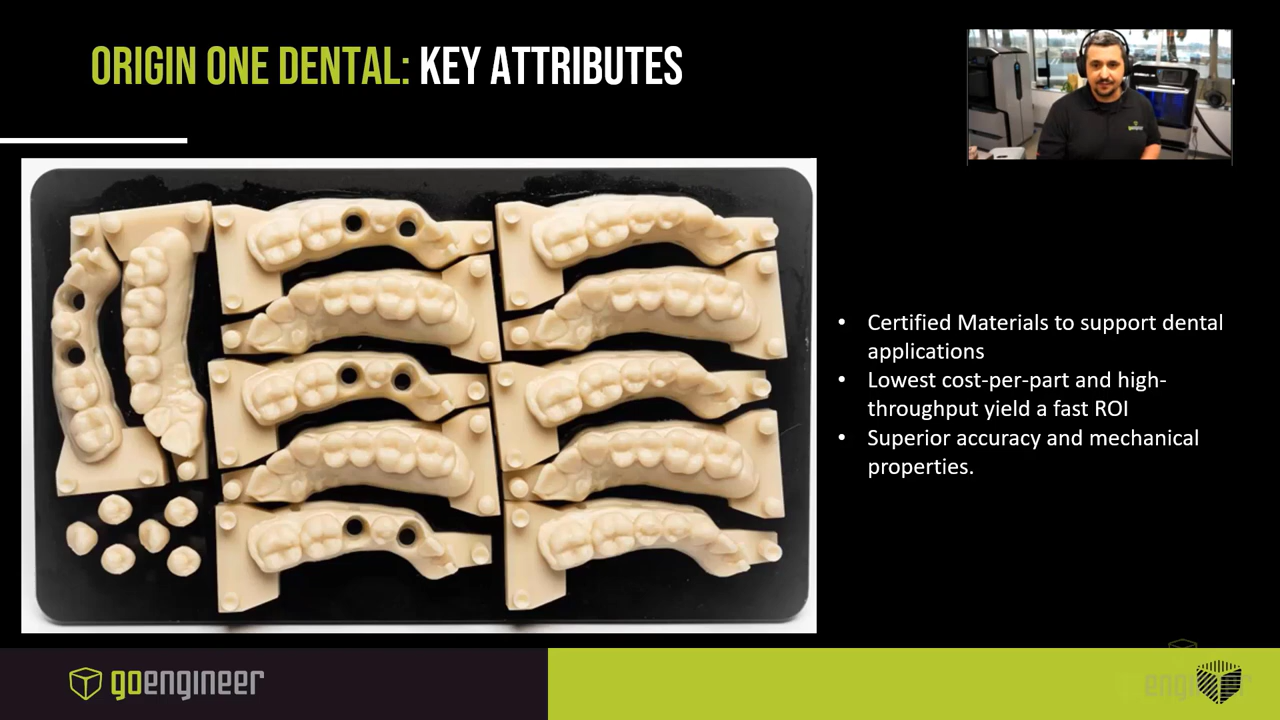 ORIGIN ONE DENTAL: KEY ATTRIBUTES
• Certified Materials to support dental
applications
• Lowest cost-per-part and high-
throughput yield a fast ROI
• Superior accuracy and mechanical
properties.
goengineer